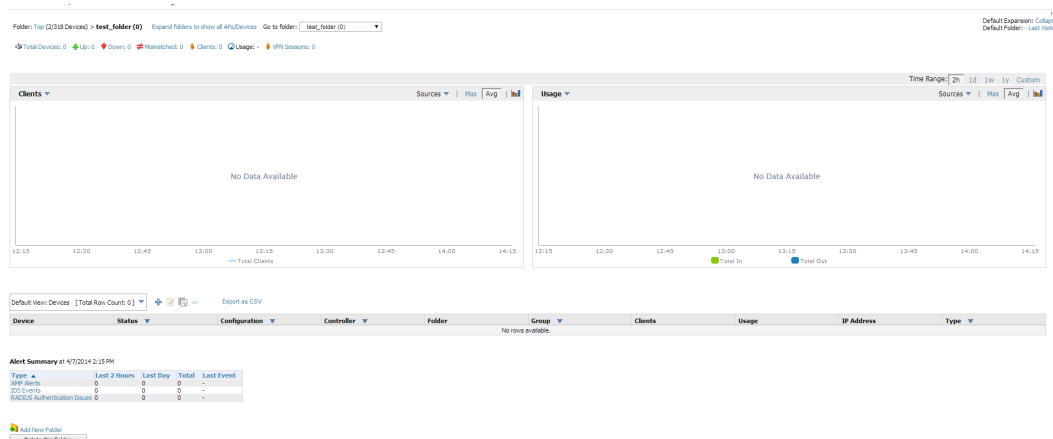 Default Expansion: Collaps
Folder: Top (2/318 Devices) > test_folder (0) Expand folders to show all APs/Devices Go to folder: test_folder (0)
Default Folder: - Last Visite
Total Devices: 0 Up: 0 Down: 0 Mismatched: 0 Clients: 0 Usage: - VPN Sessions: 0
Time Range: 2h 1d 1w 1y Custom
Clients Sources | Max Avg |
Usage Sources | Max Avg |
No Data Available
No Data Available
12:15 12:30 12:45 13:00 13:15 13:30 13:45 14:00 14:15
12:15 12:30 12:45 13:00 13:15 13:30 13:45 14:00 14:15
Total Clients
Total In Total Out
Default View: Devices [Total Row Count: 0] Export as CSV
Device Status Configuration Controller Folder Group Clients Usage IP Address Type
No rows available.
Alert Summary at 4/7/2014 2:15 PM
Type Last 2 Hours Last Day Total Last Event
AMP Alerts 0 0 0 -
IDS Events 0 0 0 -
RADIUS Authentication Issues 0 0 0 -
Add New Folder